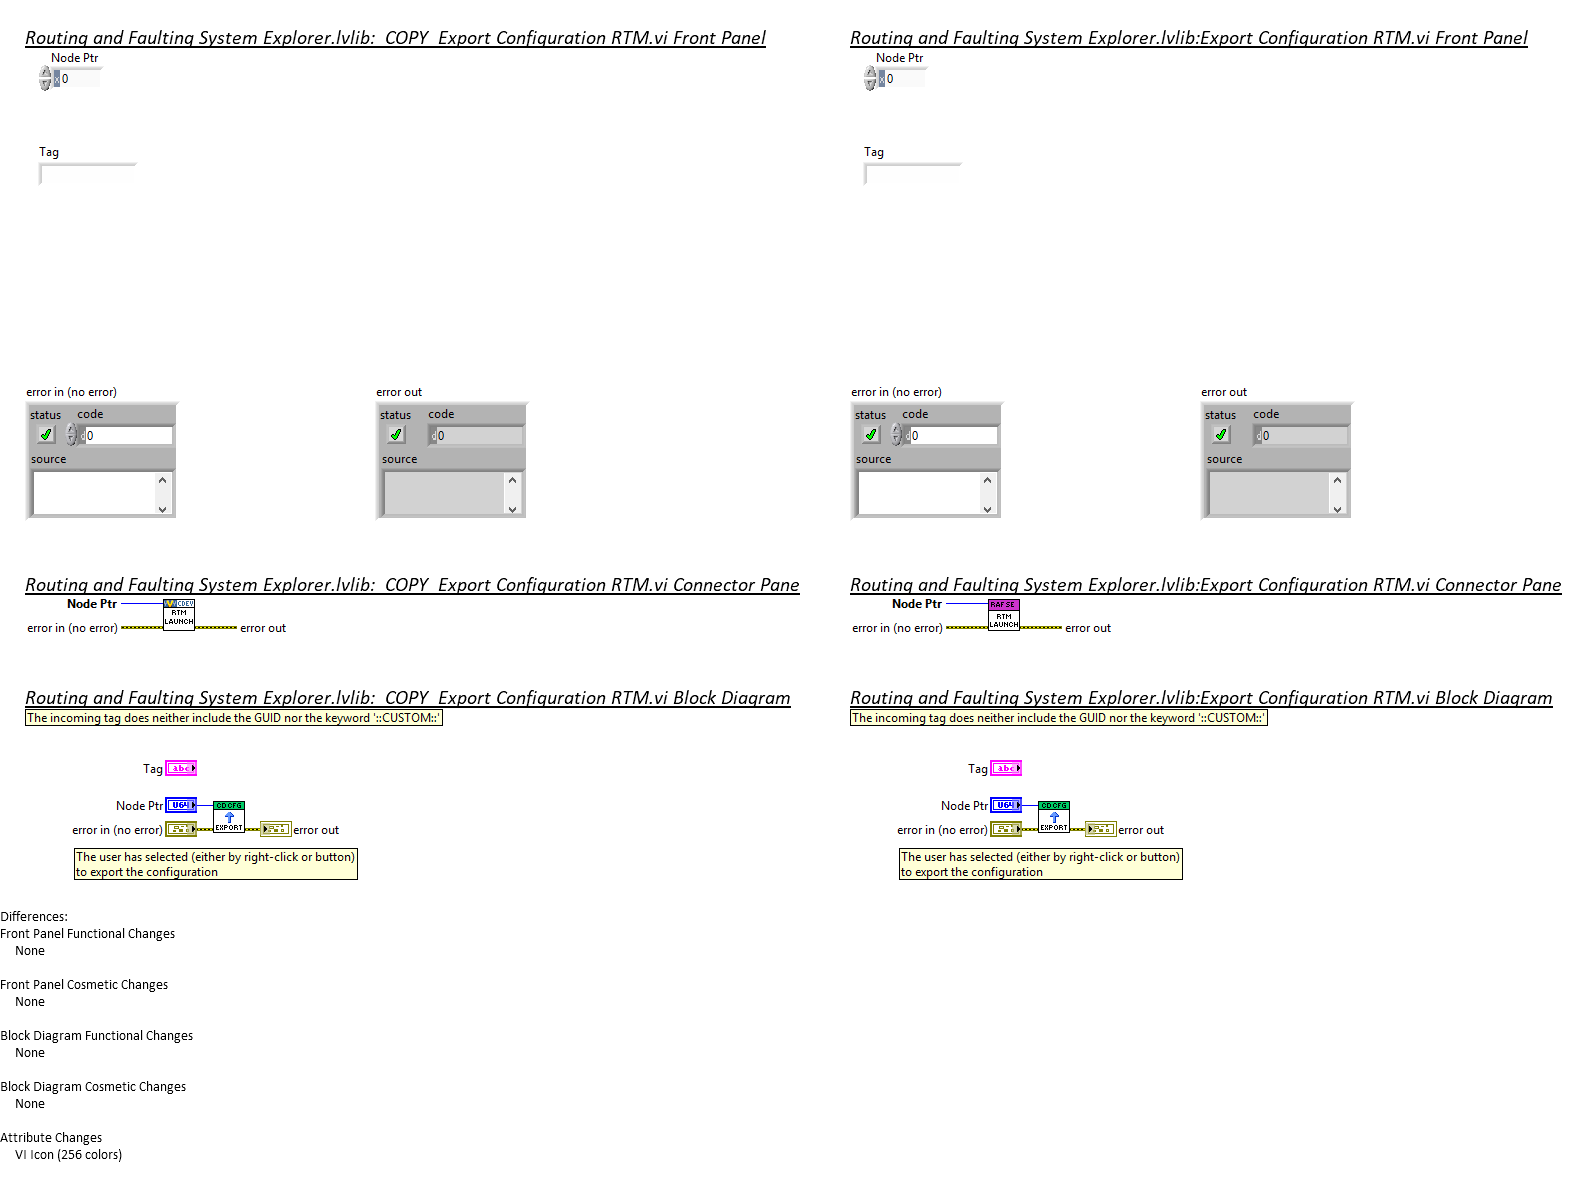 Routing and Faulting System Explorer.lvlib:  COPY  Export Configuration RTM.vi Front Panel
Node Ptr
x 0
Tag
error in (no error)
status code
d 0
source
error out
status code
d 0
source
Routing and Faulting System Explorer.lvlib:Export Configuration RTM.vi Front Panel
Node Ptr
x 0
Tag
error in (no error)
status code
d 0
source
error out
status code
d 0
source
Routing and Faulting System Explorer.lvlib:  COPY  Export Configuration RTM.vi Connector Pane
Node Ptr
CDEV
RTM
LAUNCH
error in (no error)
error out
Routing and Faulting System Explorer.lvlib:Export Configuration RTM.vi Connector Pane
Node Ptr
RAFSE
RTM
LAUNCH
error in (no error)
error out
Routing and Faulting System Explorer.lvlib:  COPY  Export Configuration RTM.vi Block Diagram
The incoming tag does neither include the GUID nor the keyword '::CUSTOM::'
Tag abc
Node Ptr U64
CDCFG
EXPORT
error in (no error)
error out
The user has selected (either by right-click or button)
to export the configuration
Routing and Faulting System Explorer.lvlib:Export Configuration RTM.vi Block Diagram
The incoming tag does neither include the GUID nor the keyword '::CUSTOM::'
Tag abc
Node Ptr U64
CDCFG
EXPORT
error in (no error)
error out
The user has selected (either by right-click or button)
to export the configuration
Differences:
Front Panel Functional Changes
None
Front Panel Cosmetic Changes
None
Block Diagram Functional Changes
None
Block Diagram Cosmetic Changes
None
Attribute Changes
VI Icon (256 colors)